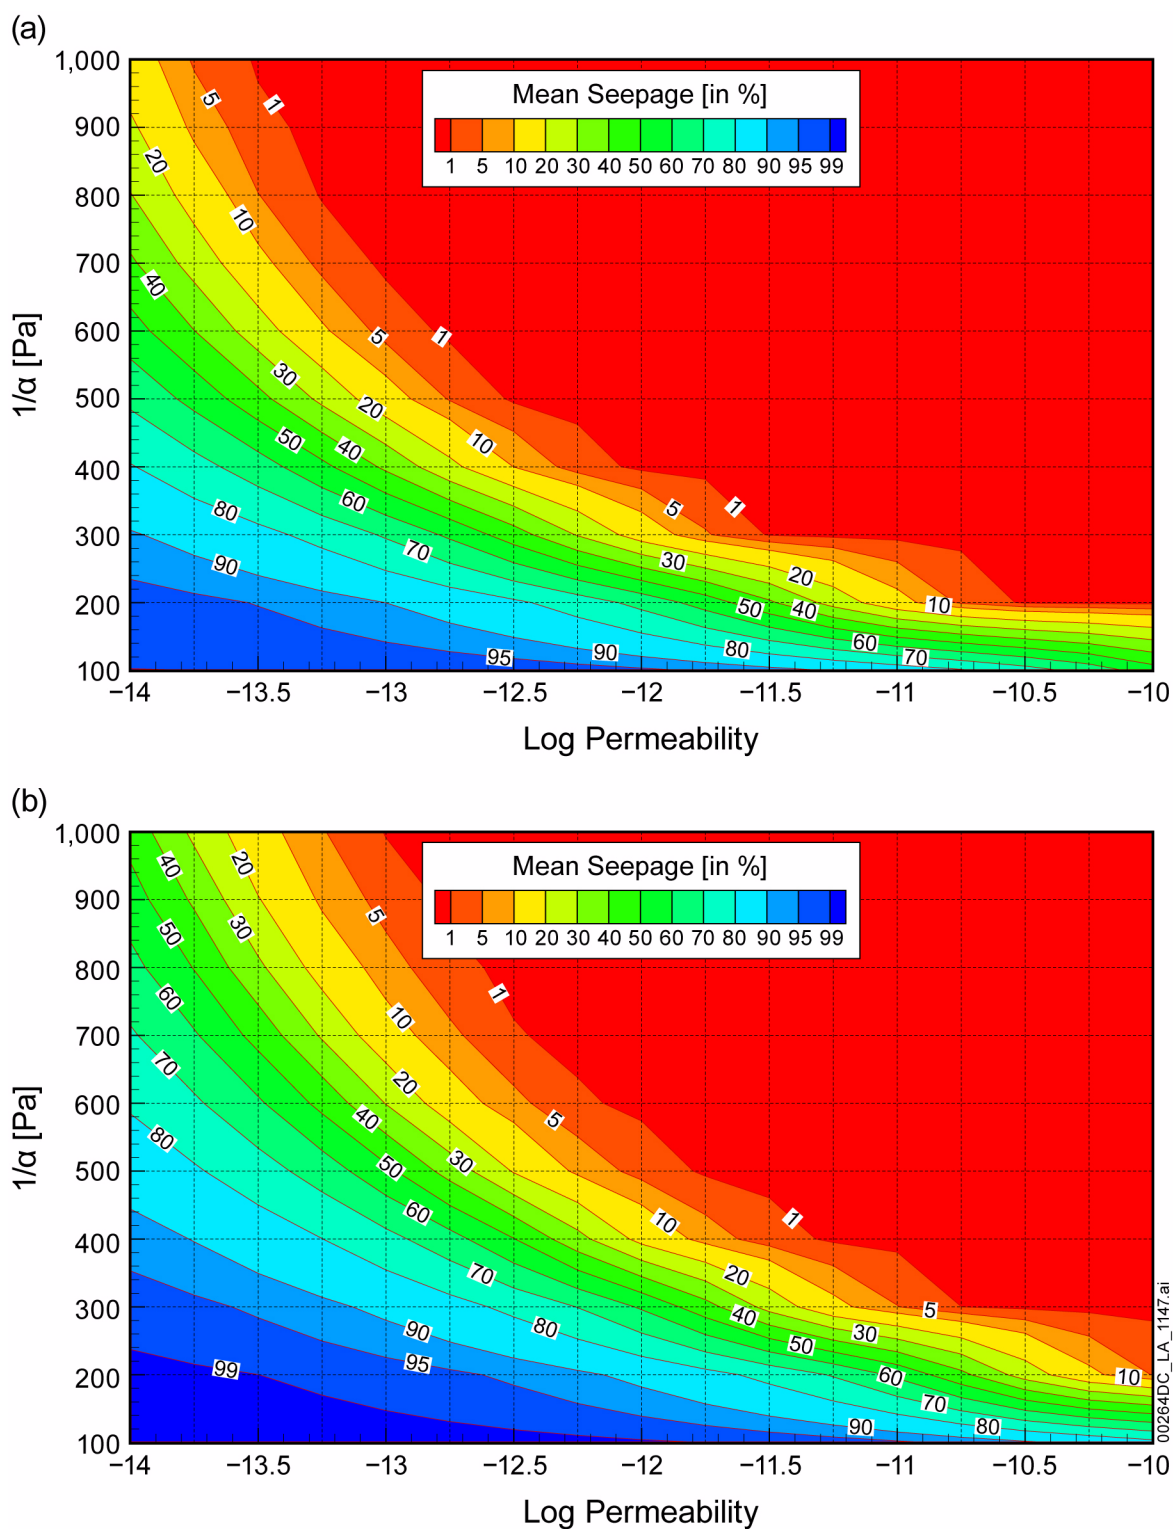 (a)
1,000
900
800
700
600
500
400
300
200
100
1/α [Pa]
Mean Seepage [in %]
1 5 10 20 30 40 50 60 70 80 90 95 99
5 1
20
10
40
5 1
30
20
50 40 10
80 60 5 1
70 30
90 20
50 40 10
95 90 80 60 70
−14 −13.5 −13 −12.5 −12 −11.5 −11 −10.5 −10
Log Permeability
(b)
1,000
900
800
700
600
500
400
300
200
100
1/α [Pa]
Mean Seepage [in %]
1 5 10 20 30 40 50 60 70 80 90 95 99
40 20
50 30 5
60 1
10
70
20
80 40 5
50 30
60 10 1
70 20
40 5
90 80 50 30
99 95 60 10
70
90 80
−14 −13.5 −13 −12.5 −12 −11.5 −11 −10.5 −10
Log Permeability
00264DC_LA_1147.ai